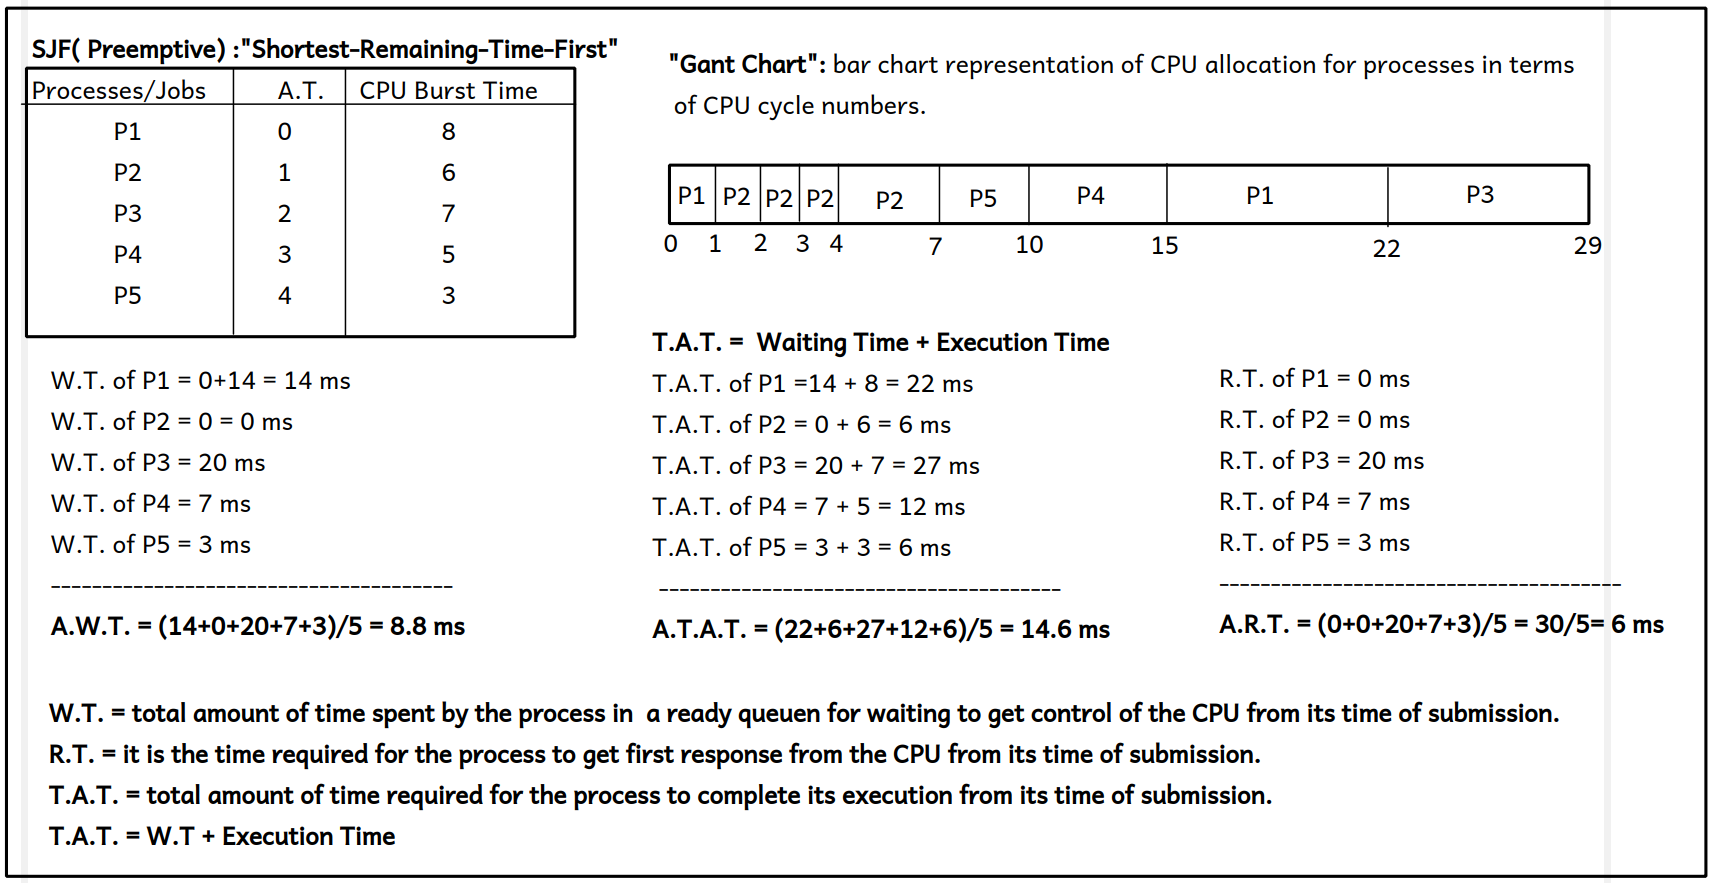 SJF( Preemptive) :"Shortest-Remaining-Time-First"
Processes/Jobs A.T. CPU Burst Time
P1 0 8
P2 1 6
P3 2 7
P4 3 5
P5 4 3
"Gant Chart": bar chart representation of CPU allocation for processes in terms
of CPU cycle numbers.
P1 P2 P2 P2 P2 P5 P4 P1 P3
0 1 2 3 4 7 10 15 22 29
W.T. of P1 = 0+14 = 14 ms
W.T. of P2 = 0 = 0 ms
W.T. of P3 = 20 ms
W.T. of P4 = 7 ms
W.T. of P5 = 3 ms
---------------------------------------
A.W.T. = (14+0+20+7+3)/5 = 8.8 ms
T.A.T. = Waiting Time + Execution Time
T.A.T. of P1 =14 + 8 = 22 ms
T.A.T. of P2 = 0 + 6 = 6 ms
T.A.T. of P3 = 20 + 7 = 27 ms
T.A.T. of P4 = 7 + 5 = 12 ms
T.A.T. of P5 = 3 + 3 = 6 ms
---------------------------------------
A.T.A.T. = (22+6+27+12+6)/5 = 14.6 ms
R.T. of P1 = 0 ms
R.T. of P2 = 0 ms
R.T. of P3 = 20 ms
R.T. of P4 = 7 ms
R.T. of P5 = 3 ms
---------------------------------------
A.R.T. = (0+0+20+7+3)/5 = 30/5= 6 ms
W.T. = total amount of time spent by the process in a ready queuen for waiting to get control of the CPU from its time of submission.
R.T. = it is the time required for the process to get first response from the CPU from its time of submission.
T.A.T. = total amount of time required for the process to complete its execution from its time of submission.
T.A.T. = W.T + Execution Time